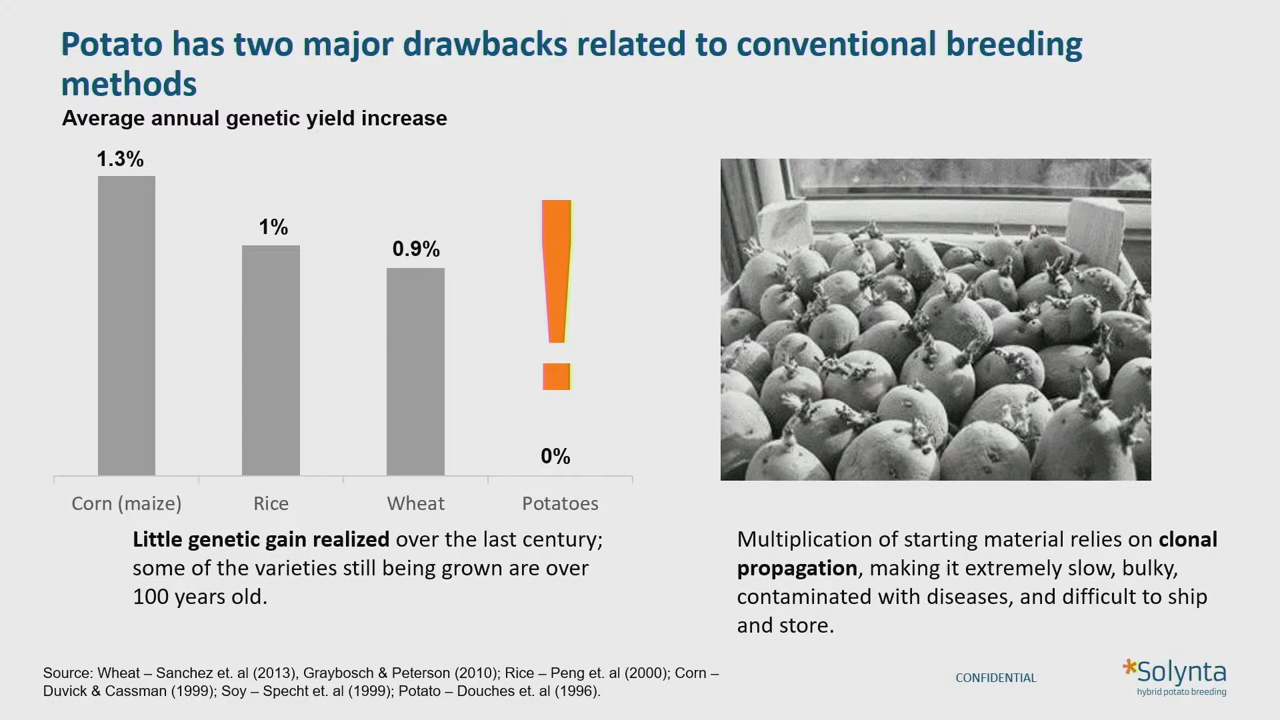 Potato has two major drawbacks related to conventional breeding
methods
Average annual genetic yield increase
1.3%
1%
0.9%
0%
Corn (maize)
Rice
Wheat
Potatoes
Little genetic gain realized over the last century;
some of the varieties still being grown are over
100 years old.
Multiplication of starting material relies on clonal
propagation, making it extremely slow, bulky,
contaminated with diseases, and difficult to ship
and store.
Source: Wheat – Sanchez et. al (2013), Graybosch & Peterson (2010); Rice – Peng et. al (2000); Corn –
Duvick & Cassman (1999); Soy – Specht et. al (1999); Potato – Douches et. al (1996).
CONFIDENTIAL
*Solynta
hybrid potato breeding